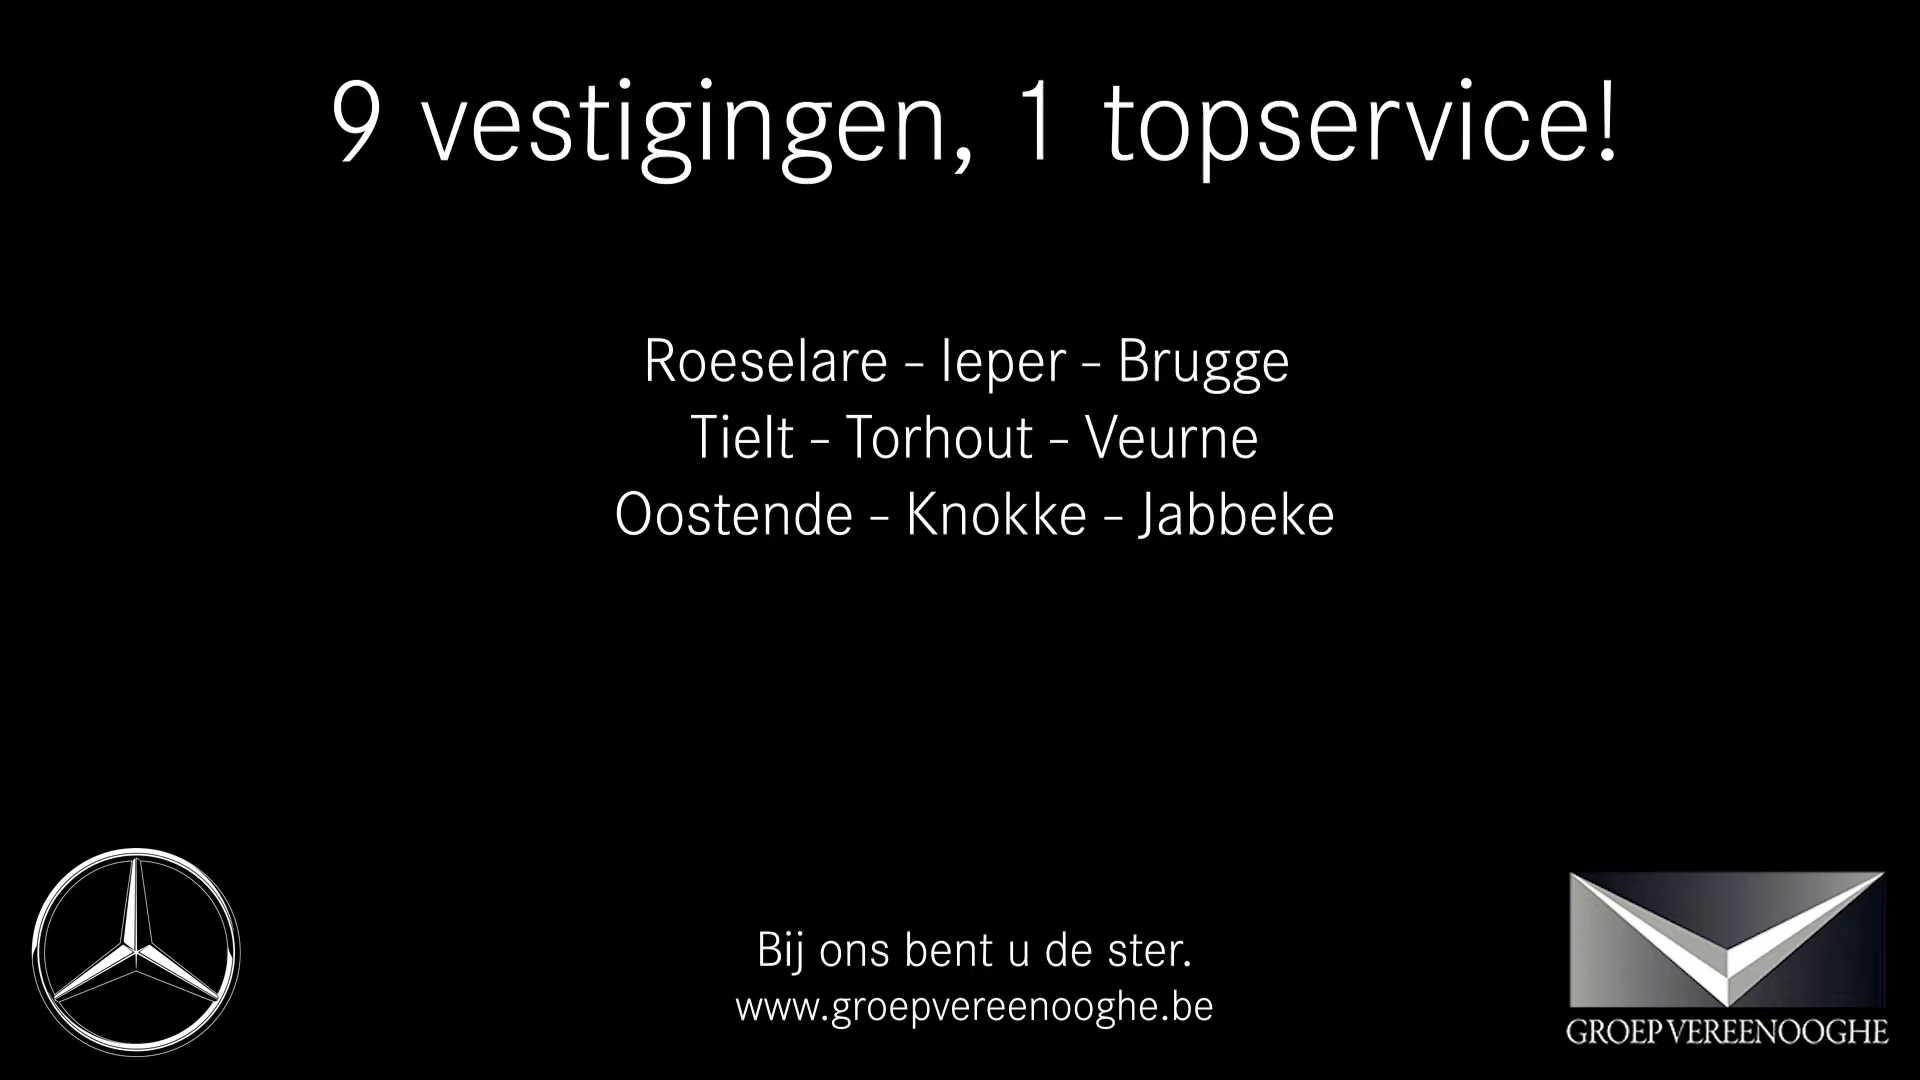 9 vestigingen, 1 topservice!
Roeselare – Ieper – Brugge
Tielt – Torhout – Veurne
Oostende – Knokke – Jabbeke
Bij ons bent u de ster.
www.groepvereenooghe.be
GROEP VEREENOOGHE